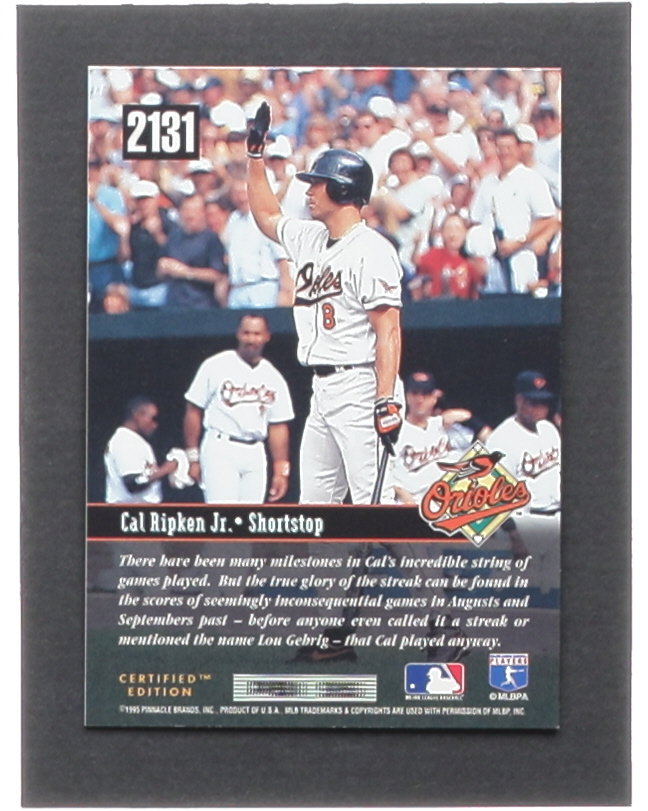 2131
Orioles
8
Orioles
Orioles
Orioles
Orioles™
Cal Ripken Jr. • Shortstop
There have been many milestones in Cal's incredible string of
games played. But the true glory of the streak can be found in
the scores of seemingly inconsequential games in Augusts and
Septembers past – before anyone even called it a streak or
mentioned the name Lou Gehrig – that Cal played anyway.
CERTIFIED™
EDITION
MAJOR LEAGUE BASEBALL
PLAYERS
©MLBPA
©1995 PINNACLE BRANDS, INC., PRODUCT OF U.S.A. MLB TRADEMARKS & COPYRIGHTS ARE USED WITH PERMISSION OF MLBP, INC.